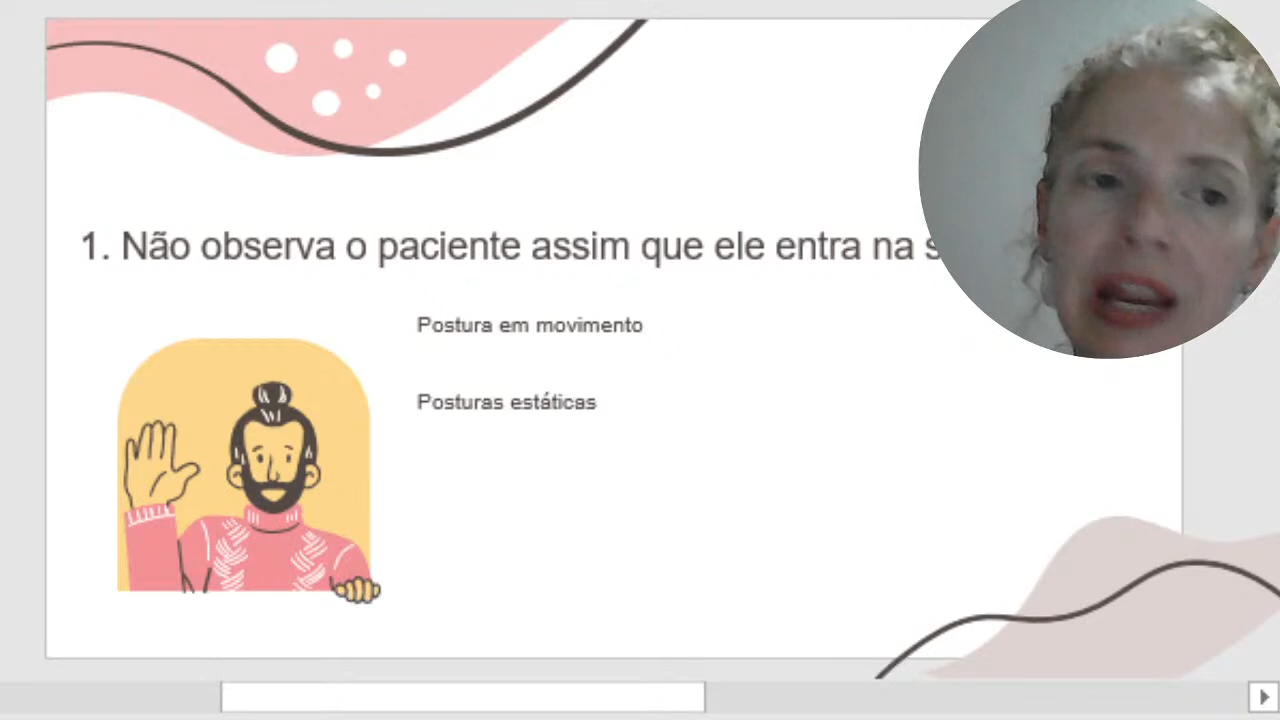 1. Não observa o paciente assim que ele entra na
Postura em movimento
Posturas estáticas